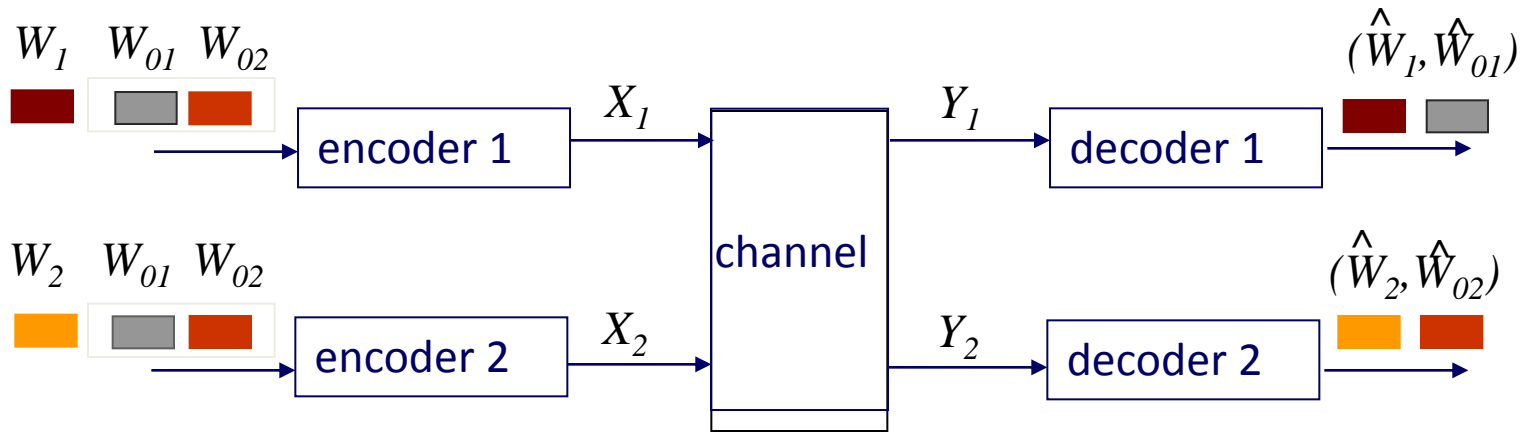 W₁ W₀₁ W₀₂
(Ŵ₁,Ŵ₀₁)
encoder 1 X₁ Y₁ decoder 1
channel
W₂ W₀₁ W₀₂
(Ŵ₂,Ŵ₀₂)
encoder 2 X₂ Y₂ decoder 2